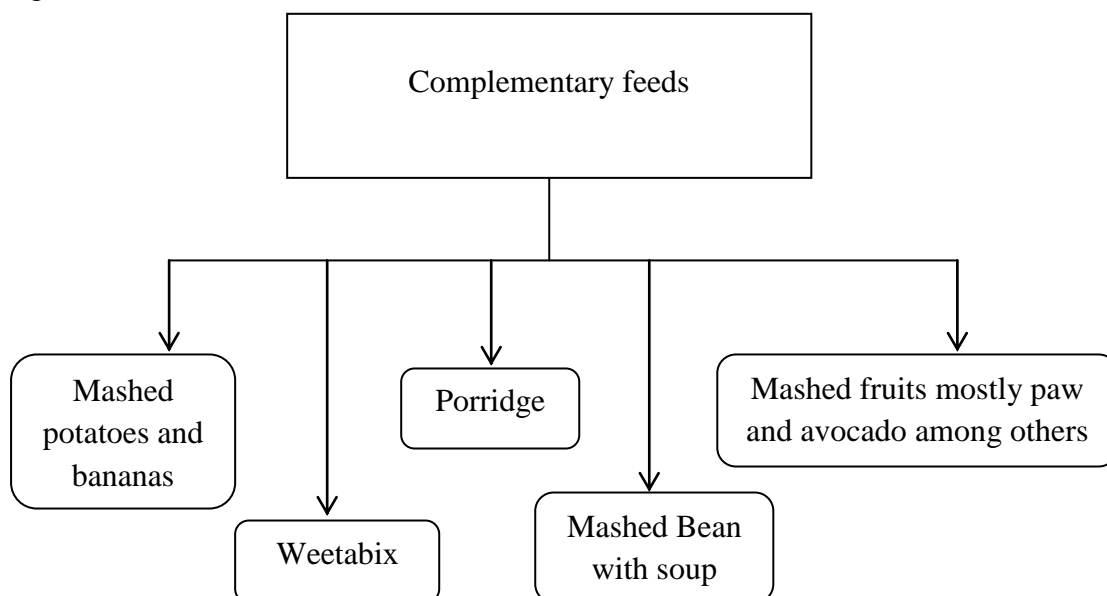 Complementary feeds
Mashed
potatoes and
bananas
Weetabix
Porridge
Mashed Bean
with soup
Mashed fruits mostly paw
and avocado among others